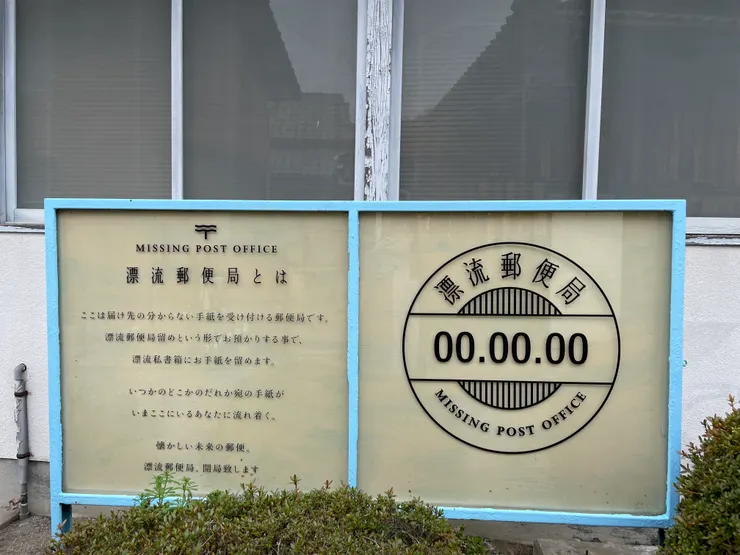 MISSING POST OFFICE
漂流郵便局とは
ここは届け先の分からない手紙を受け付ける郵便局です。
漂流郵便局留めという形でお預かりする事で、
漂流私書箱にお手紙を留めます。
いつかのどこかのだれか宛の手紙が
いまここにいるあなたに流れ着く。
懐かしい未来の郵便。
漂流郵便局、開局致します
漂流郵便局
00.00.00
MISSING POST OFFICE